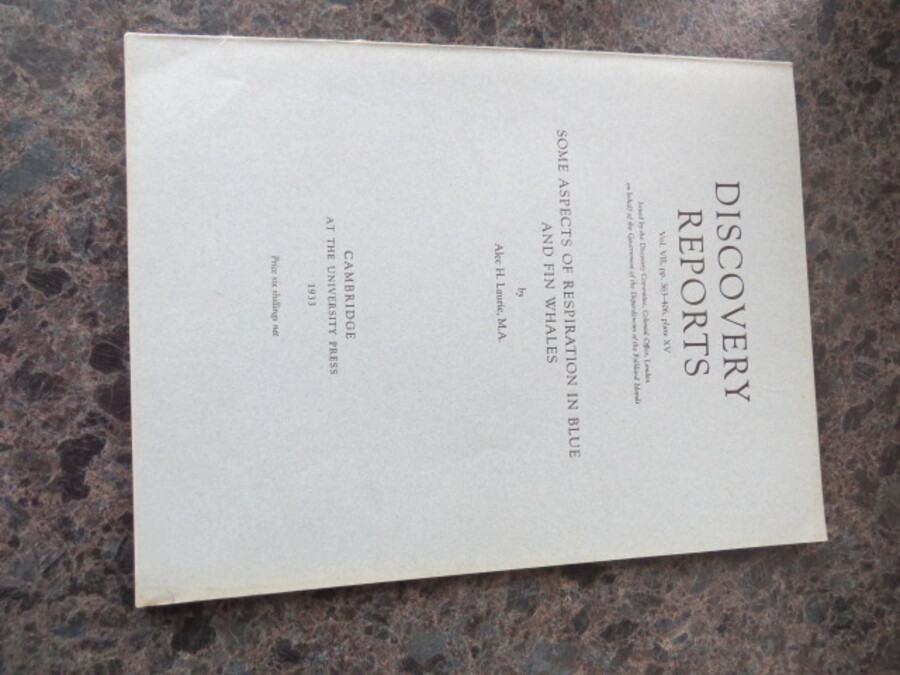 DISCOVERY
REPORTS
Vol. VII, pp. 363-406, plate XV
Issued by the Discovery Committee, Colonial Office, London
on behalf of the Government of the Dependencies of the Falkland Islands
SOME ASPECTS OF RESPIRATION IN BLUE
AND FIN WHALES
by
Alec H. Laurie, M.A.
CAMBRIDGE
AT THE UNIVERSITY PRESS
1933
Price six shillings net